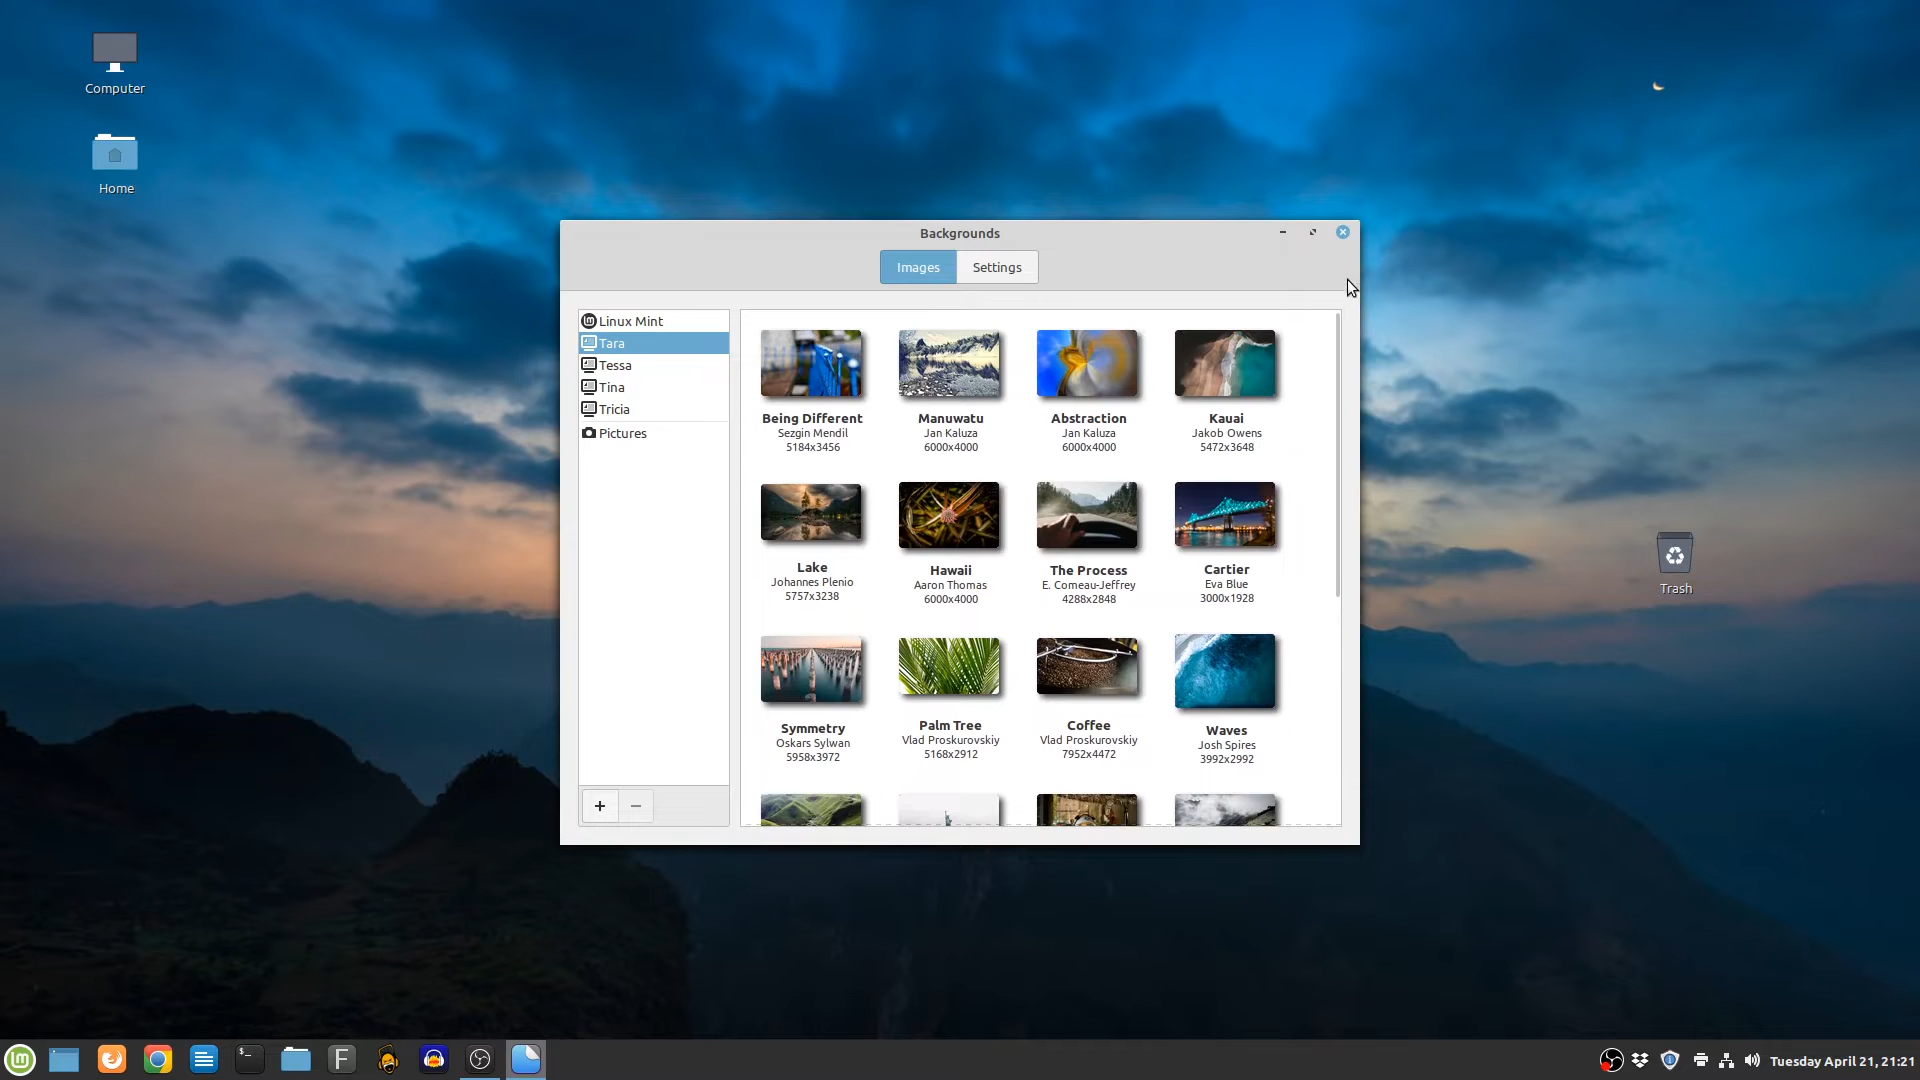 Computer
Home
Backgrounds
Images
Settings
Linux Mint
Tara
Tessa
Tina
Tricia
Pictures
Being Different
Sezgin Mendil
5184x3456
Manuwatu
Jan Kaluza
6000x4000
Abstraction
Jan Kaluza
6000x4000
Kauai
Jakob Owens
5472x3648
Lake
Johannes Plenio
5757x3238
Hawaii
Aaron Thomas
6000x4000
The Process
E. Comeau-Jeffrey
4288x2848
Cartier
Eva Blue
3000x1928
Symmetry
Oskars Sylwan
5958x3972
Palm Tree
Vlad Proskurovskiy
5168x2912
Coffee
Vlad Proskurovskiy
7952x4472
Waves
Josh Spires
3992x2992
Trash
Tuesday April 21, 21:21